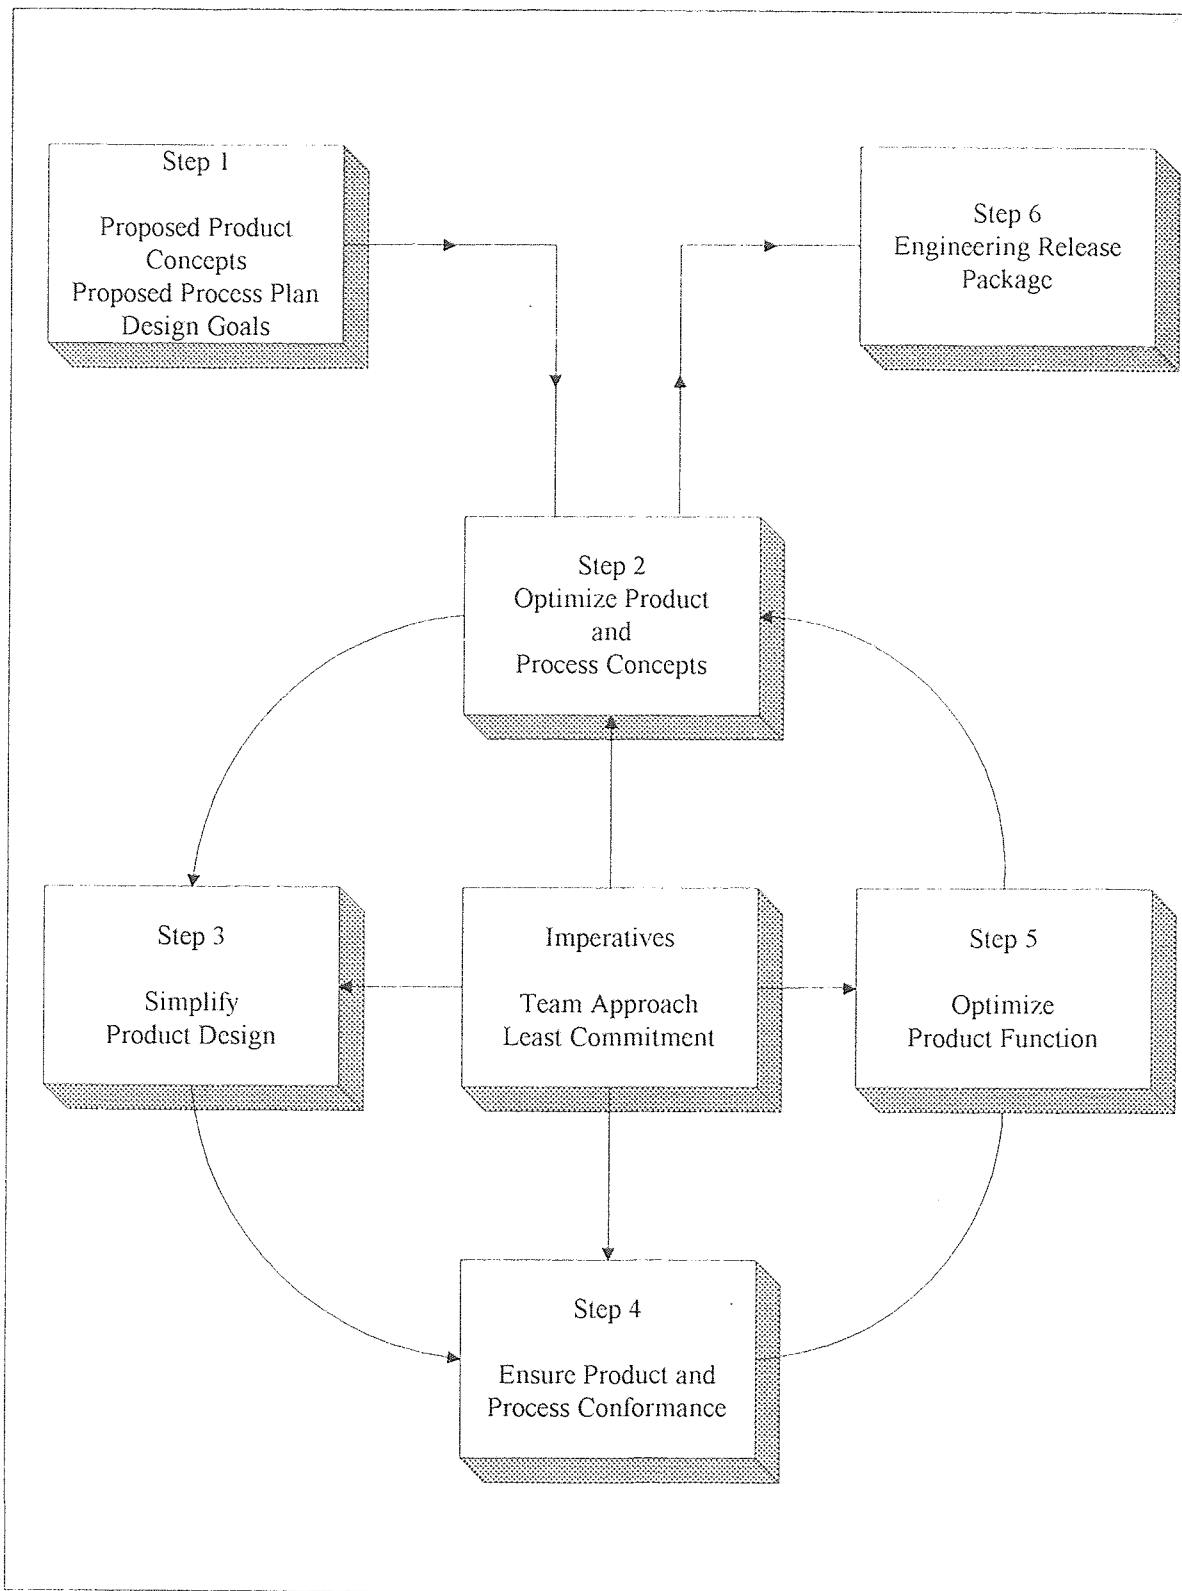 Step 1
Proposed Product
Concepts
Proposed Process Plan
Design Goals
Step 6
Engineering Release
Package
Step 2
Optimize Product
and
Process Concepts
Step 3
Simplify
Product Design
Imperatives
Team Approach
Least Commitment
Step 5
Optimize
Product Function
Step 4
Ensure Product and
Process Conformance